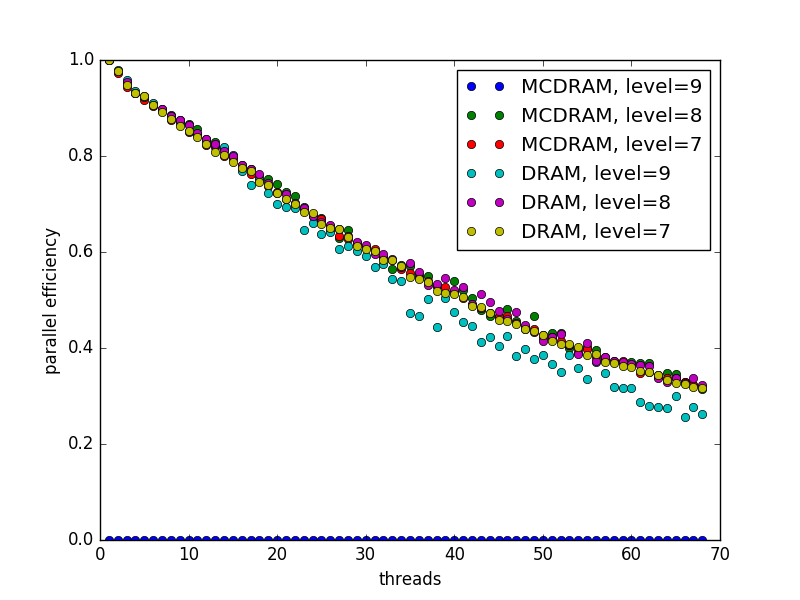 1.0
0.8
0.6
0.4
0.2
0.0
parallel efficiency
MCDRAM, level=9
MCDRAM, level=8
MCDRAM, level=7
DRAM, level=9
DRAM, level=8
DRAM, level=7
0 10 20 30 40 50 60 70
threads